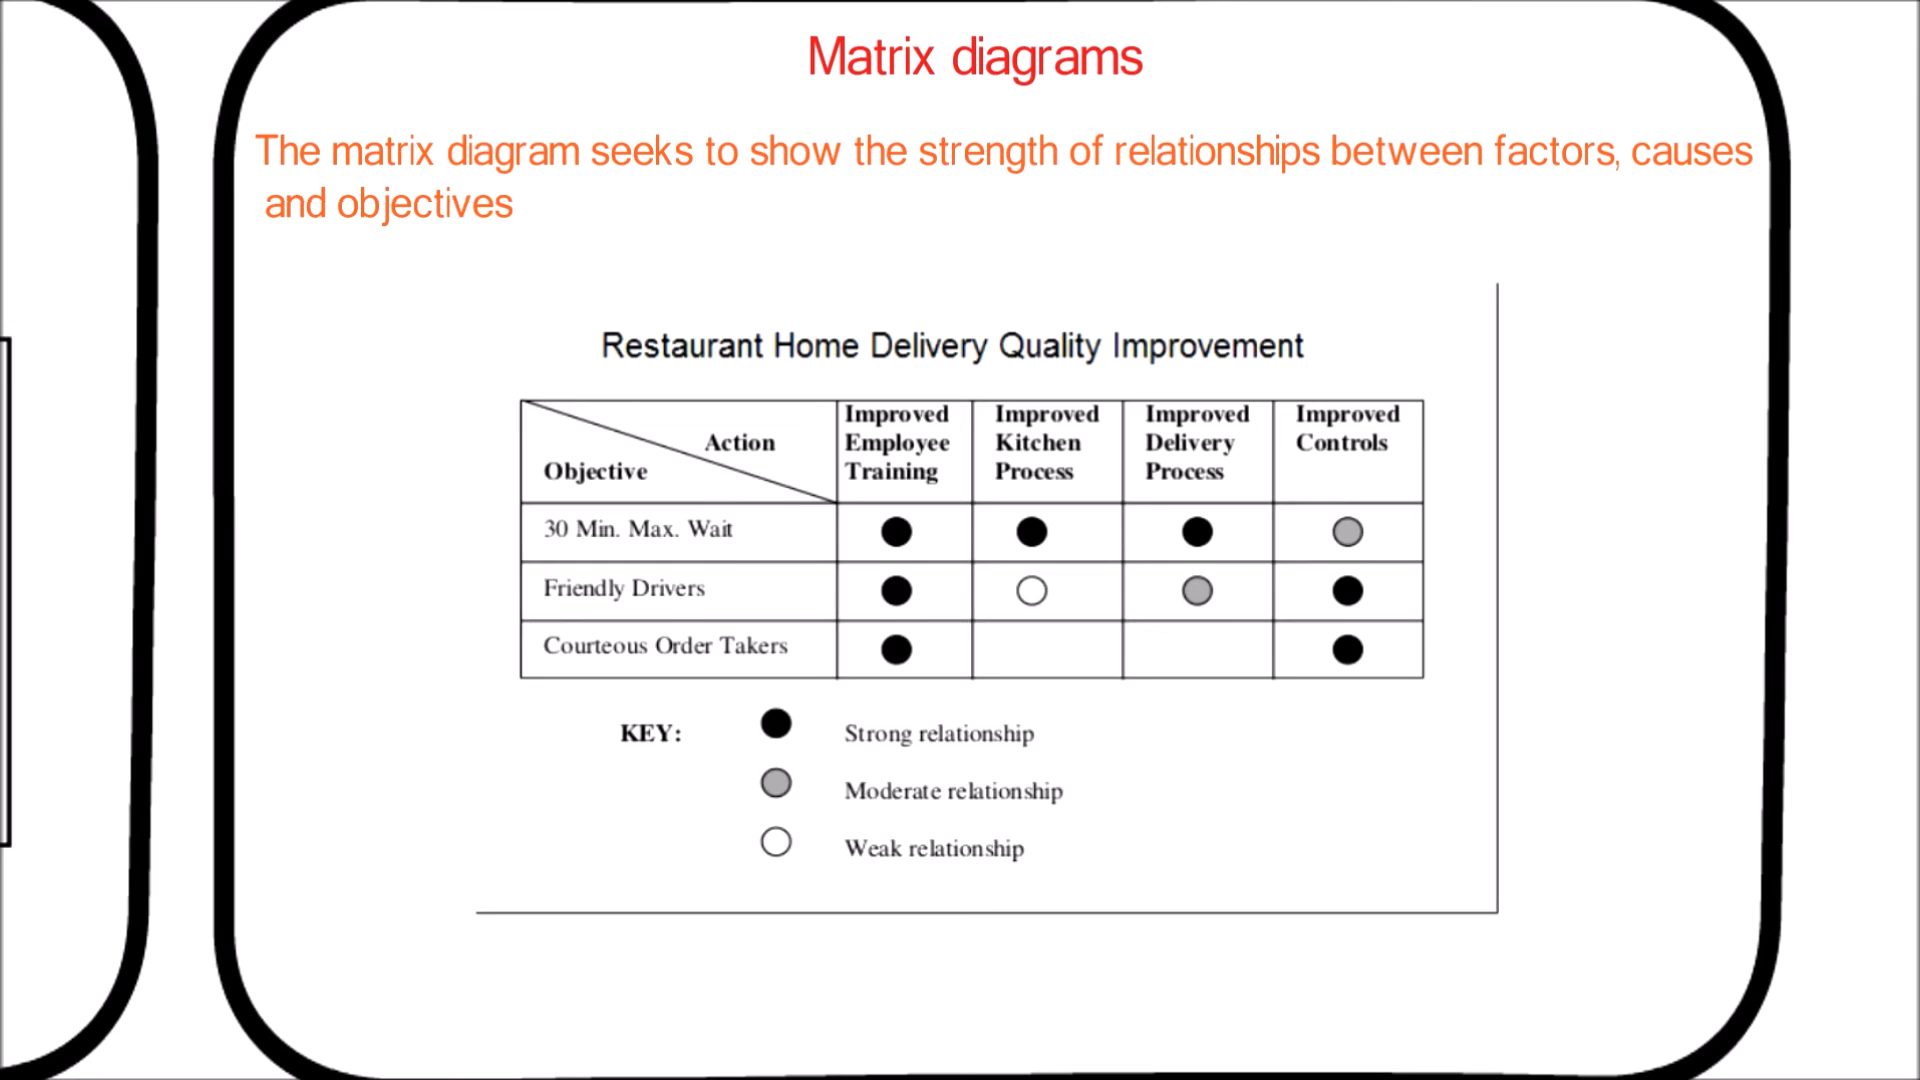 Matrix diagrams
The matrix diagram seeks to show the strength of relationships between factors, causes
and objectives
Restaurant Home Delivery Quality Improvement
Action
Objective
Improved
Employee
Training
Improved
Kitchen
Process
Improved
Delivery
Process
Improved
Controls
30 Min. Max. Wait
Friendly Drivers
Courteous Order Takers
KEY:
Strong relationship
Moderate relationship
Weak relationship